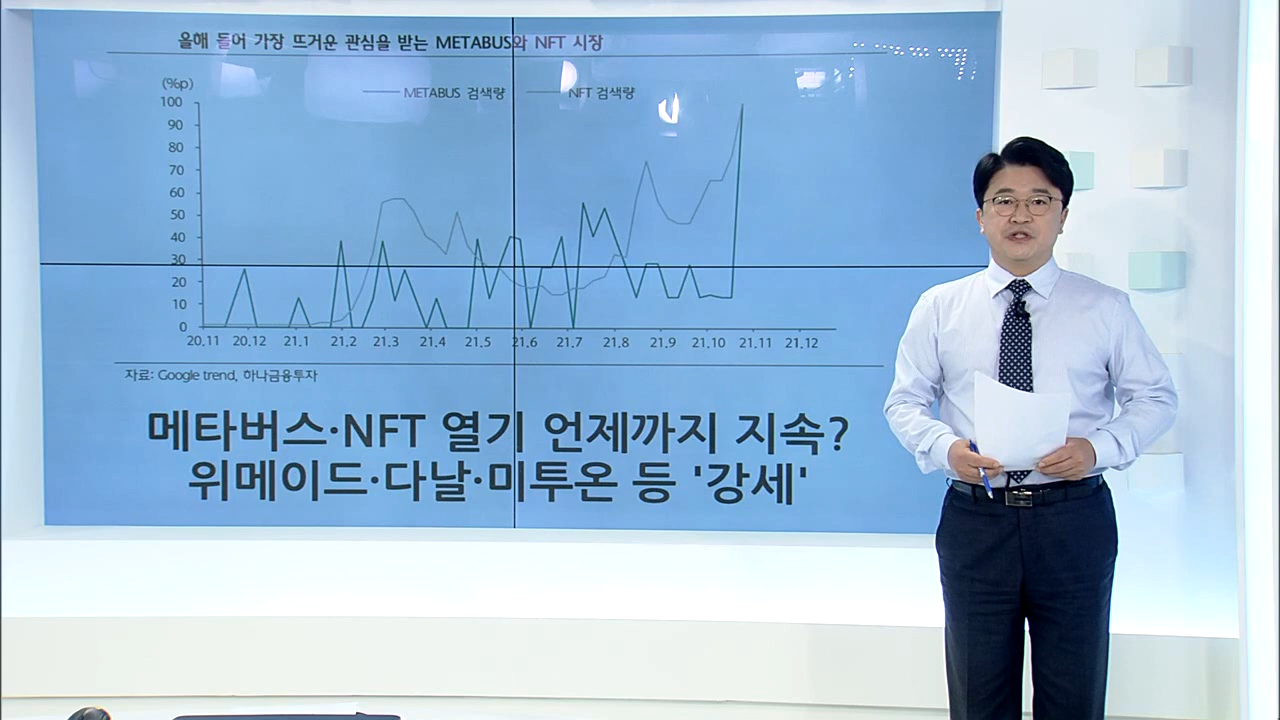 올해 들어 가장 뜨거운 관심을 받는 METABUS와 NFT 시장
(%p)
METABUS 검색량 NFT 검색량
100
90
80
70
60
50
40
30
20
10
0
20.11 20.12 21.1 21.2 21.3 21.4 21.5 21.6 21.7 21.8 21.9 21.10 21.11 21.12
자료: Google trend, 하나금융투자
메타버스·NFT 열기 언제까지 지속?
위메이드·다날·미투온 등 '강세'